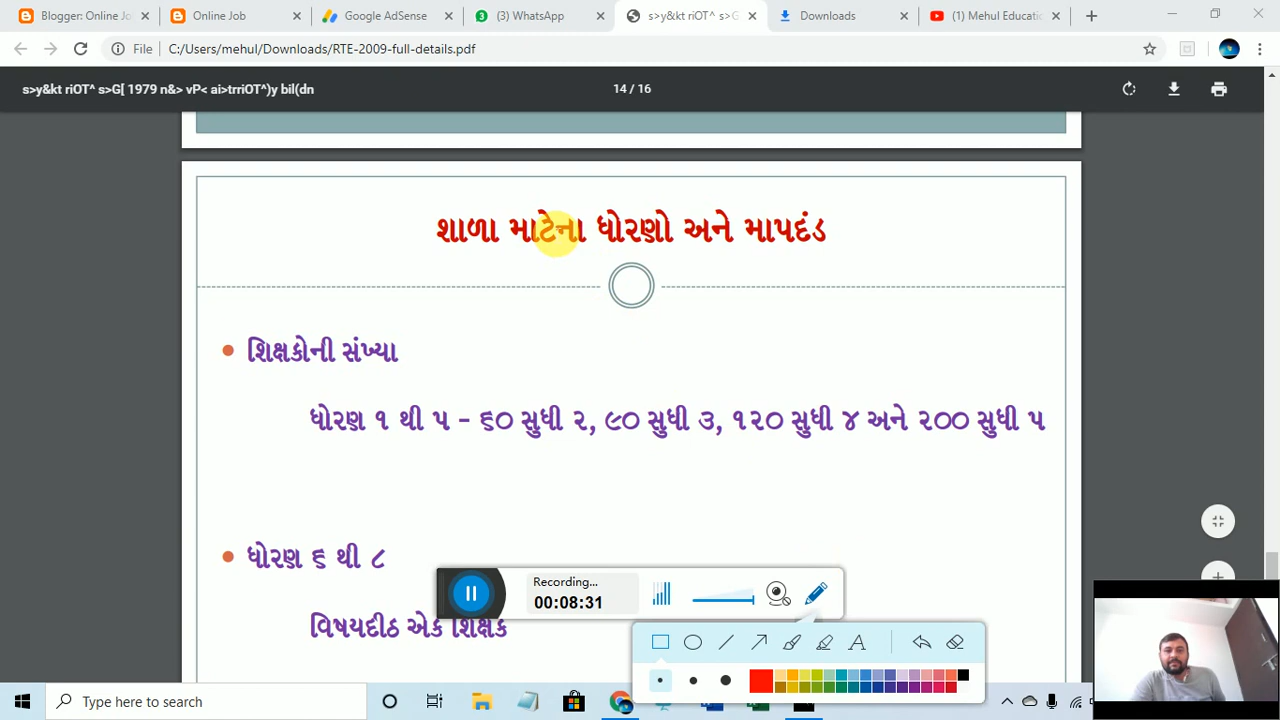 Blogger: Online Jo
Online Job
Google AdSense
(3) WhatsApp
s>y&kt riOT^ s>G
Downloads
(1) Mehul Educatio
File
C:/Users/mehul/Downloads/RTE-2009-full-details.pdf
s>y&kt riOT^ s>G[ 1979 n&> vP< ai>trriOT^)y bil(dn
14 / 16
શાળા માટેના ધોરણો અને માપદંડ
શિક્ષકોની સંખ્યા
ધોરણ ૧ થી ૫ - ૬૦ સુધી ૨, ૯૦ સુધી ૩, ૧૨૦ સુધી ૪ અને ૨૦૦ સુધી ૫
ધોરણ ૬ થી ૮
વિષયદીઠ એક શિક્ષક
Recording...
00:08:31
A
Type here to search